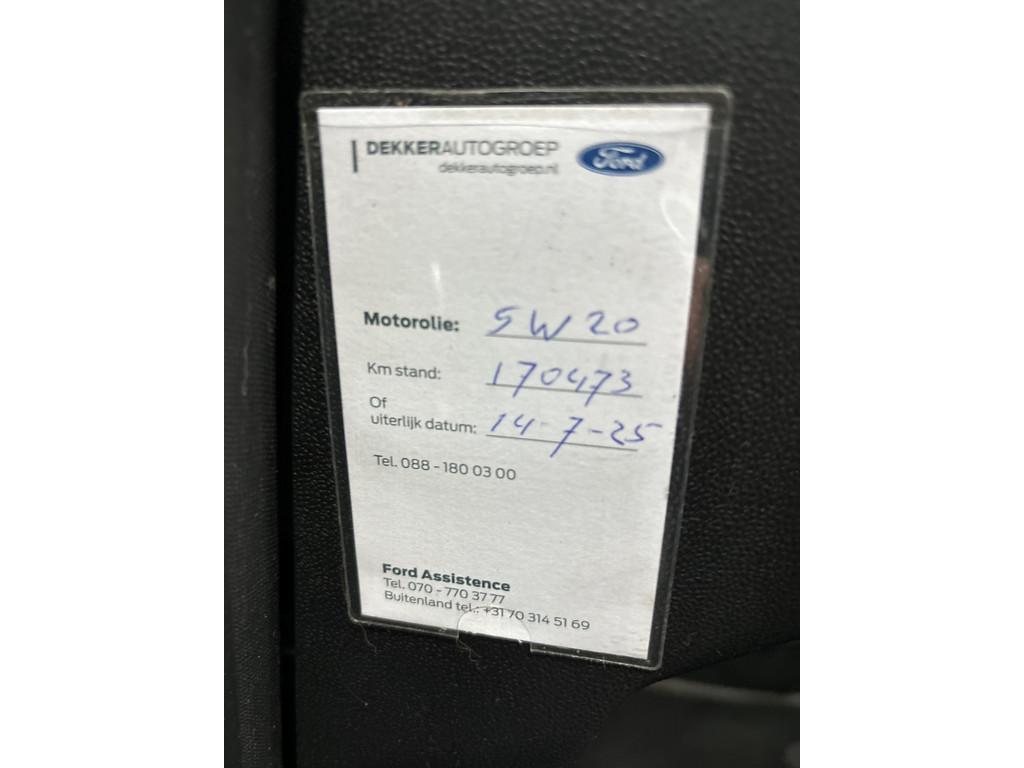 DEKKERAUTOGROEP
dekkerautogroep.nl
Ford
Motorolie: 5W20
Km stand: 170473
Of
uiterlijk datum: 14-7-25
Tel. 088 - 180 03 00
Ford Assistence
Tel. 070 - 770 37 77
Buitenland tel.: +31 70 314 51 69